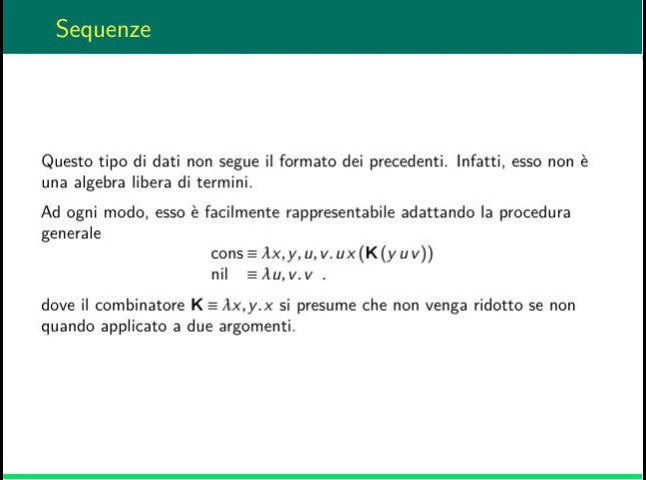 Sequenze
Questo tipo di dati non segue il formato dei precedenti. Infatti, esso non è
una algebra libera di termini.
Ad ogni modo, esso è facilmente rappresentabile adattando la procedura
generale
cons ≡ λx, y, u, v. u x (K (y u v))
nil ≡ λu, v. v .
dove il combinatore K ≡ λx, y. x si presume che non venga ridotto se non
quando applicato a due argomenti.